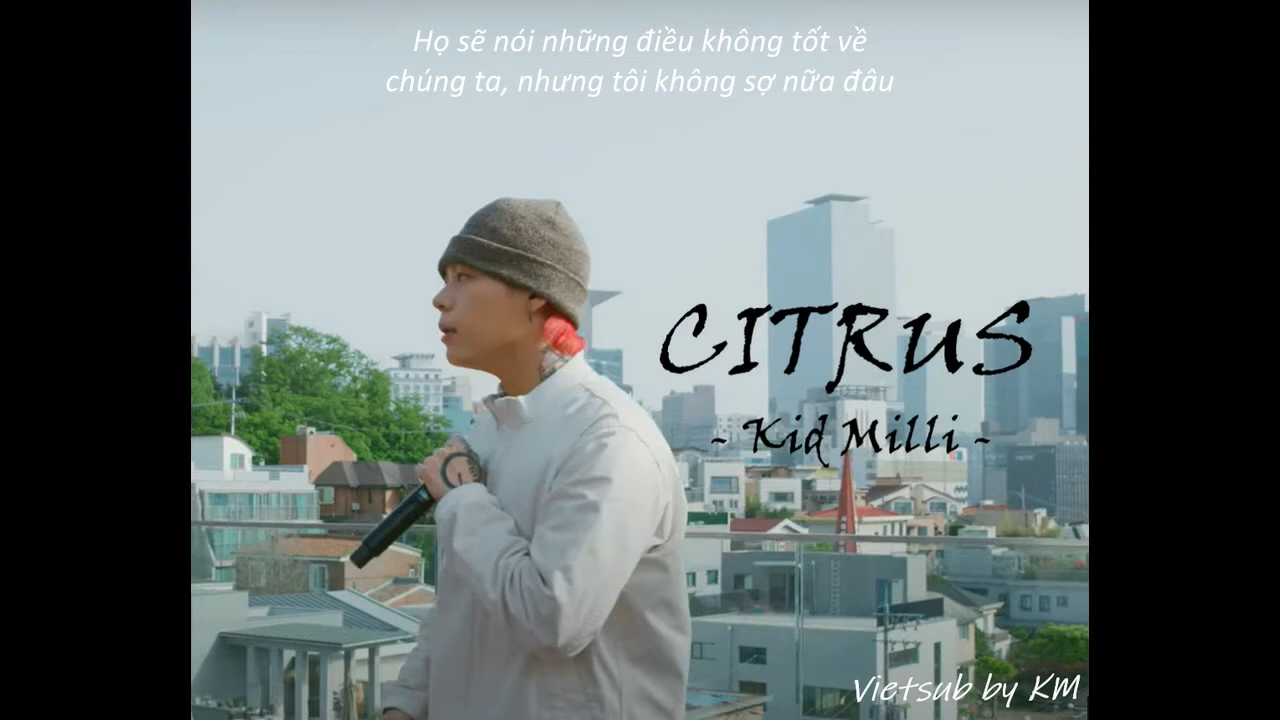 Họ sẽ nói những điều không tốt về
chúng ta, nhưng tôi không sợ nữa đâu
CITRUS
~ Kid Milli ~
Vietsub by KM